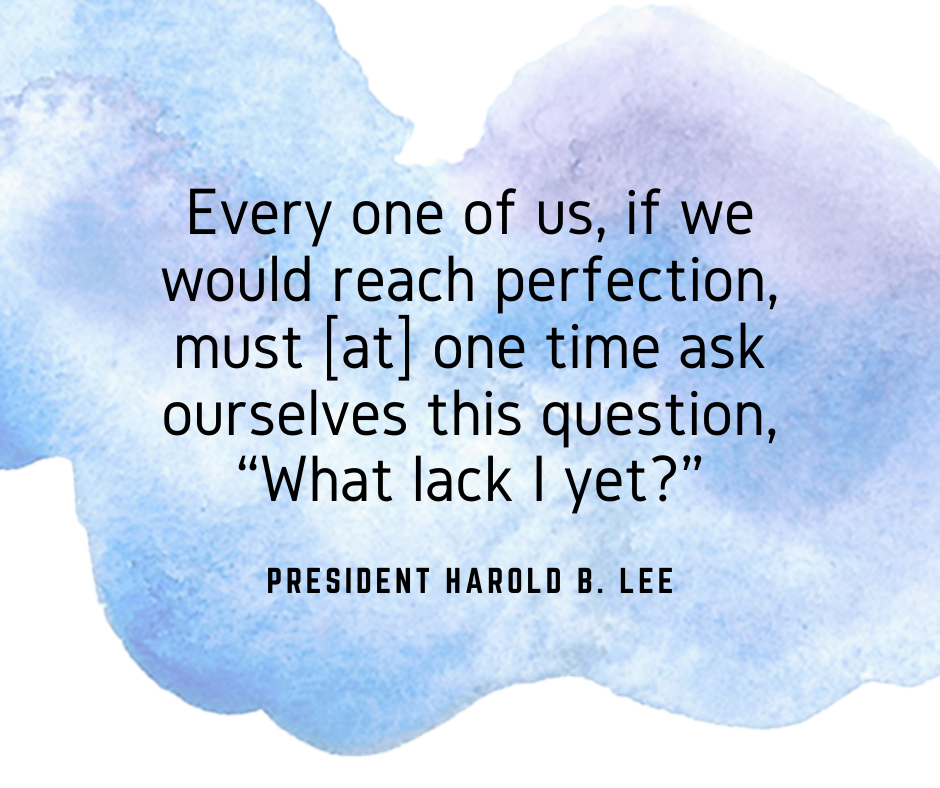 Every one of us, if we
would reach perfection,
must [at] one time ask
ourselves this question,
“What lack I yet?”
PRESIDENT HAROLD B. LEE